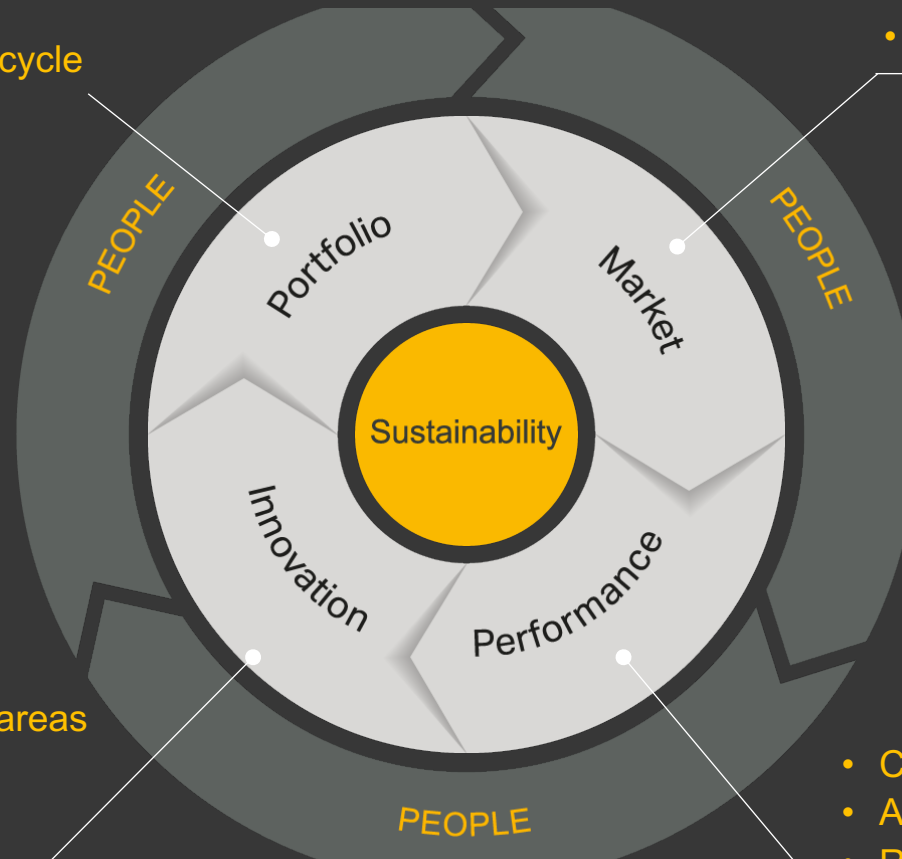 cycle
PEOPLE
PEOPLE
Portfolio
Market
Sustainability
Innovation
Performance
areas
PEOPLE
• C
• A